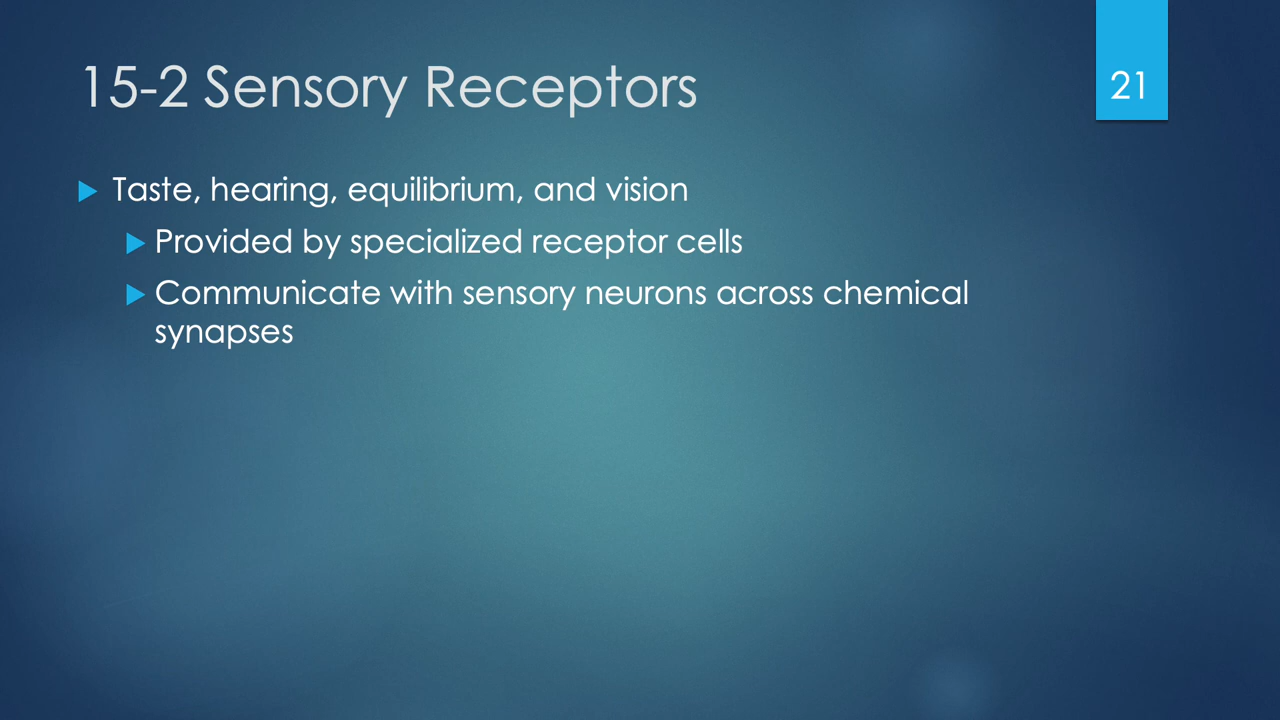 15-2 Sensory Receptors
21
Taste, hearing, equilibrium, and vision
Provided by specialized receptor cells
Communicate with sensory neurons across chemical
synapses